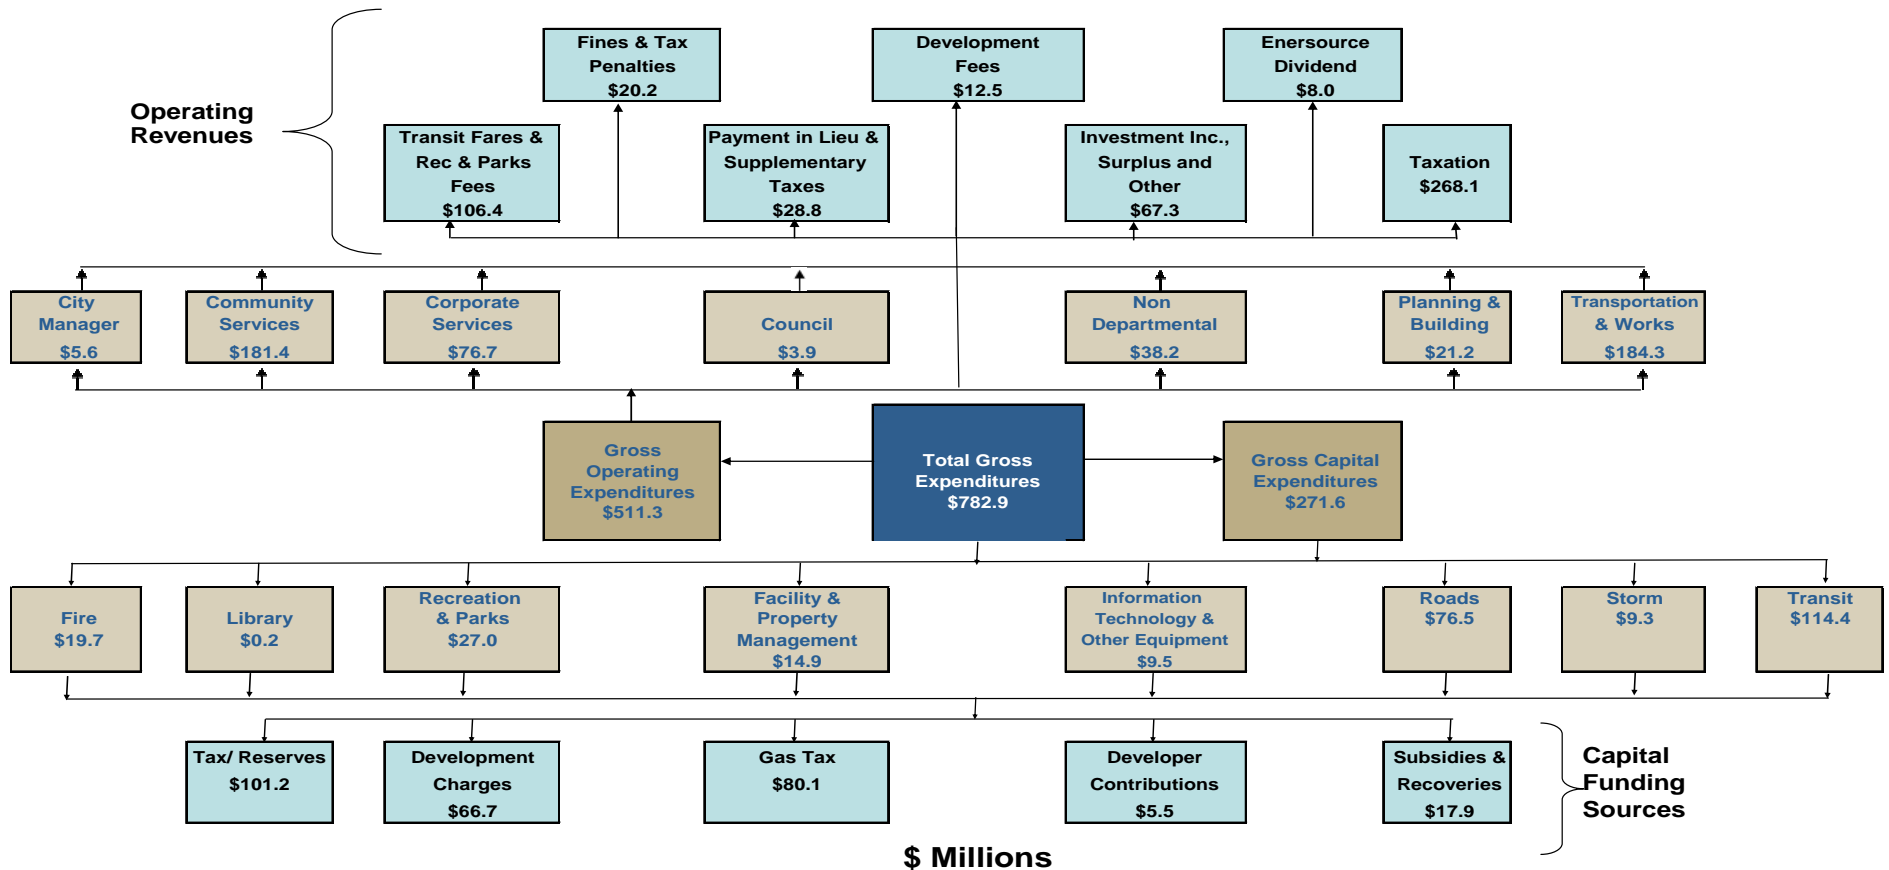 Operating
Revenues
Fines & Tax
Penalties
$20.2
Development
Fees
$12.5
Enersource
Dividend
$8.0
Transit Fares &
Rec & Parks
Fees
$106.4
Payment in Lieu &
Supplementary
Taxes
$28.8
Investment Inc.,
Surplus and
Other
$67.3
Taxation
$268.1
City
Manager
$5.6
Community
Services
$181.4
Corporate
Services
$76.7
Council
$3.9
Non
Departmental
$38.2
Planning &
Building
$21.2
Transportation
& Works
$184.3
Gross
Operating
Expenditures
$511.3
Total Gross
Expenditures
$782.9
Gross Capital
Expenditures
$271.6
Fire
$19.7
Library
$0.2
Recreation
& Parks
$27.0
Facility &
Property
Management
$14.9
Information
Technology &
Other Equipment
$9.5
Roads
$76.5
Storm
$9.3
Transit
$114.4
Tax/ Reserves
$101.2
Development
Charges
$66.7
Gas Tax
$80.1
Developer
Contributions
$5.5
Subsidies &
Recoveries
$17.9
Capital
Funding
Sources
$ Millions